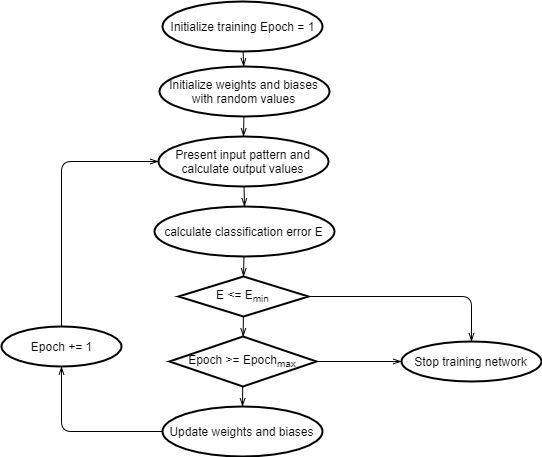 Initialize training Epoch = 1
Initialize weights and biases
with random values
Present input pattern and
calculate output values
calculate classification error E
E <= Emin
Epoch += 1
Epoch >= Epochmax
Stop training network
Update weights and biases